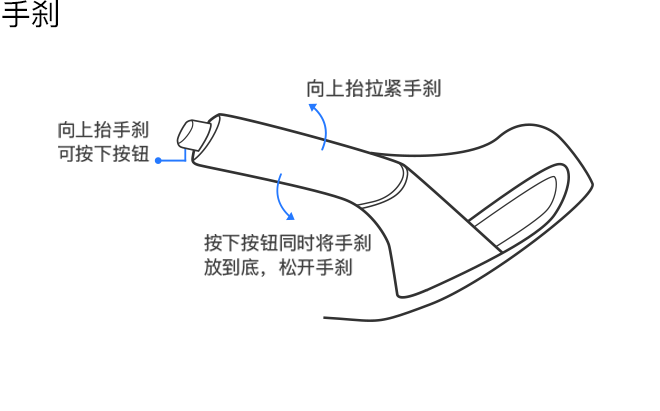 手刹
向上抬拉紧手刹
向上抬手刹
可按下按钮
按下按钮同时将手刹
放到底，松开手刹